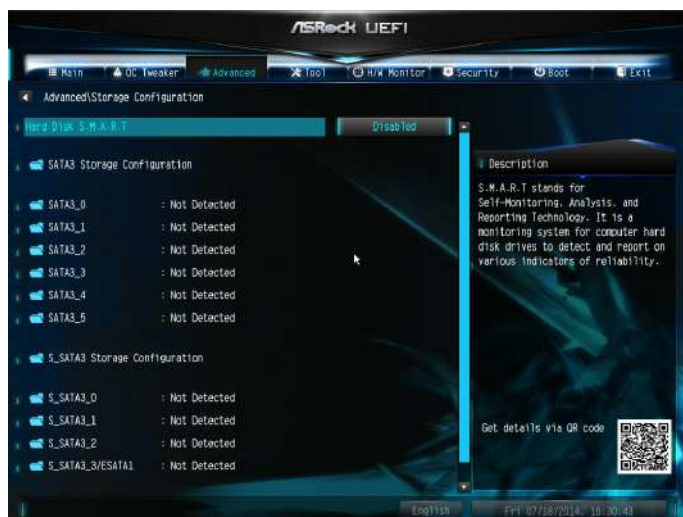 ASRock UEFI
Main OC Tweaker Advanced Tool H/W Monitor Security Boot Exit
Advanced\Storage Configuration
Hard Disk S.M.A.R.T Disabled
SATA3 Storage Configuration
SATA3_0 : Not Detected
SATA3_1 : Not Detected
SATA3_2 : Not Detected
SATA3_3 : Not Detected
SATA3_4 : Not Detected
SATA3_5 : Not Detected
S_SATA3 Storage Configuration
S_SATA3_0 : Not Detected
S_SATA3_1 : Not Detected
S_SATA3_2 : Not Detected
S_SATA3_3/ESATA1 : Not Detected
Description
S.M.A.R.T stands for
Self-Monitoring, Analysis, and
Reporting Technology. It is a
monitoring system for computer hard
disk drives to detect and report on
various indicators of reliability.
Get details via QR code
English Fri 07/18/2014, 16:30:43